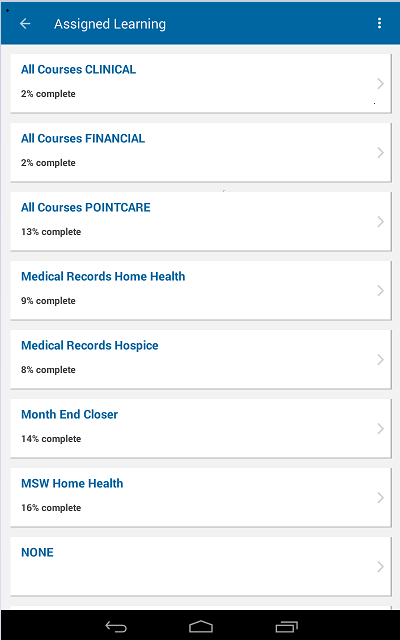 Assigned Learning
All Courses CLINICAL
2% complete
All Courses FINANCIAL
2% complete
All Courses POINTCARE
13% complete
Medical Records Home Health
9% complete
Medical Records Hospice
8% complete
Month End Closer
14% complete
MSW Home Health
16% complete
NONE